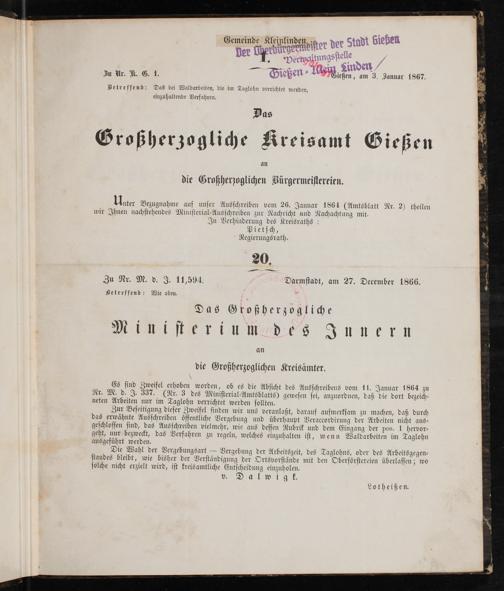 Gemeinde Kleinlinden.
Der Oberbürgermeister der Stadt Gießen
Verwaltungsstelle
Gießen-Klein Linden
1.
Zu Nr. K. G. 1.
Gießen, am 3. Januar 1867.
Betreffend: Das bei Waldarbeiten, die im Taglohn verrichtet werden,
einzuhaltende Verfahren.
Das
Großherzogliche Kreisamt Gießen
an
die Großherzoglichen Bürgermeistereien.
Unter Bezugnahme auf unser Ausschreiben vom 26. Januar 1864 (Amtsblatt Nr. 2) theilen
wir Ihnen nachstehendes Ministerial-Ausschreiben zur Nachricht und Nachachtung mit.
In Verhinderung des Kreisraths:
Pietsch,
Regierungsrath.
20.
Zu Nr. M. d. J. 11,594.
Darmstadt, am 27. December 1866.
Betreffend: Wie oben.
Das Großherzogliche
Ministerium des Innern
an
die Großherzoglichen Kreisämter.
Es sind Zweifel erhoben worden, ob es die Absicht des Ausschreibens vom 11. Januar 1864 zu
Nr. M. d. J. 337. (Nr. 3 des Ministerial-Amtsblatts) gewesen sei, anzuordnen, daß die dort bezeich-
neten Arbeiten nur im Taglohn verrichtet werden sollten.
Zur Beseitigung dieser Zweifel finden wir uns veranlaßt, darauf aufmerksam zu machen, daß durch
das erwähnte Ausschreiben öffentliche Vergebung und überhaupt Veraccordirung der Arbeiten nicht aus-
geschlossen sind, das Ausschreiben vielmehr, wie aus dessen Rubrik und dem Eingang der pos. 1 hervor-
geht, nur bezweckt, das Verfahren zu regeln, welches einzuhalten ist, wenn Waldarbeiten im Taglohn
ausgeführt werden.
Die Wahl der Vergebungsart — Vergebung der Arbeitszeit, des Taglohns, oder des Arbeitsgegen-
standes bleibt, wie bisher der Verständigung der Ortsvorstände mit den Oberförstereien überlassen; wo
solche nicht erzielt wird, ist kreisamtliche Entscheidung einzuholen.
v. Dalwigk.
Lotheißen.